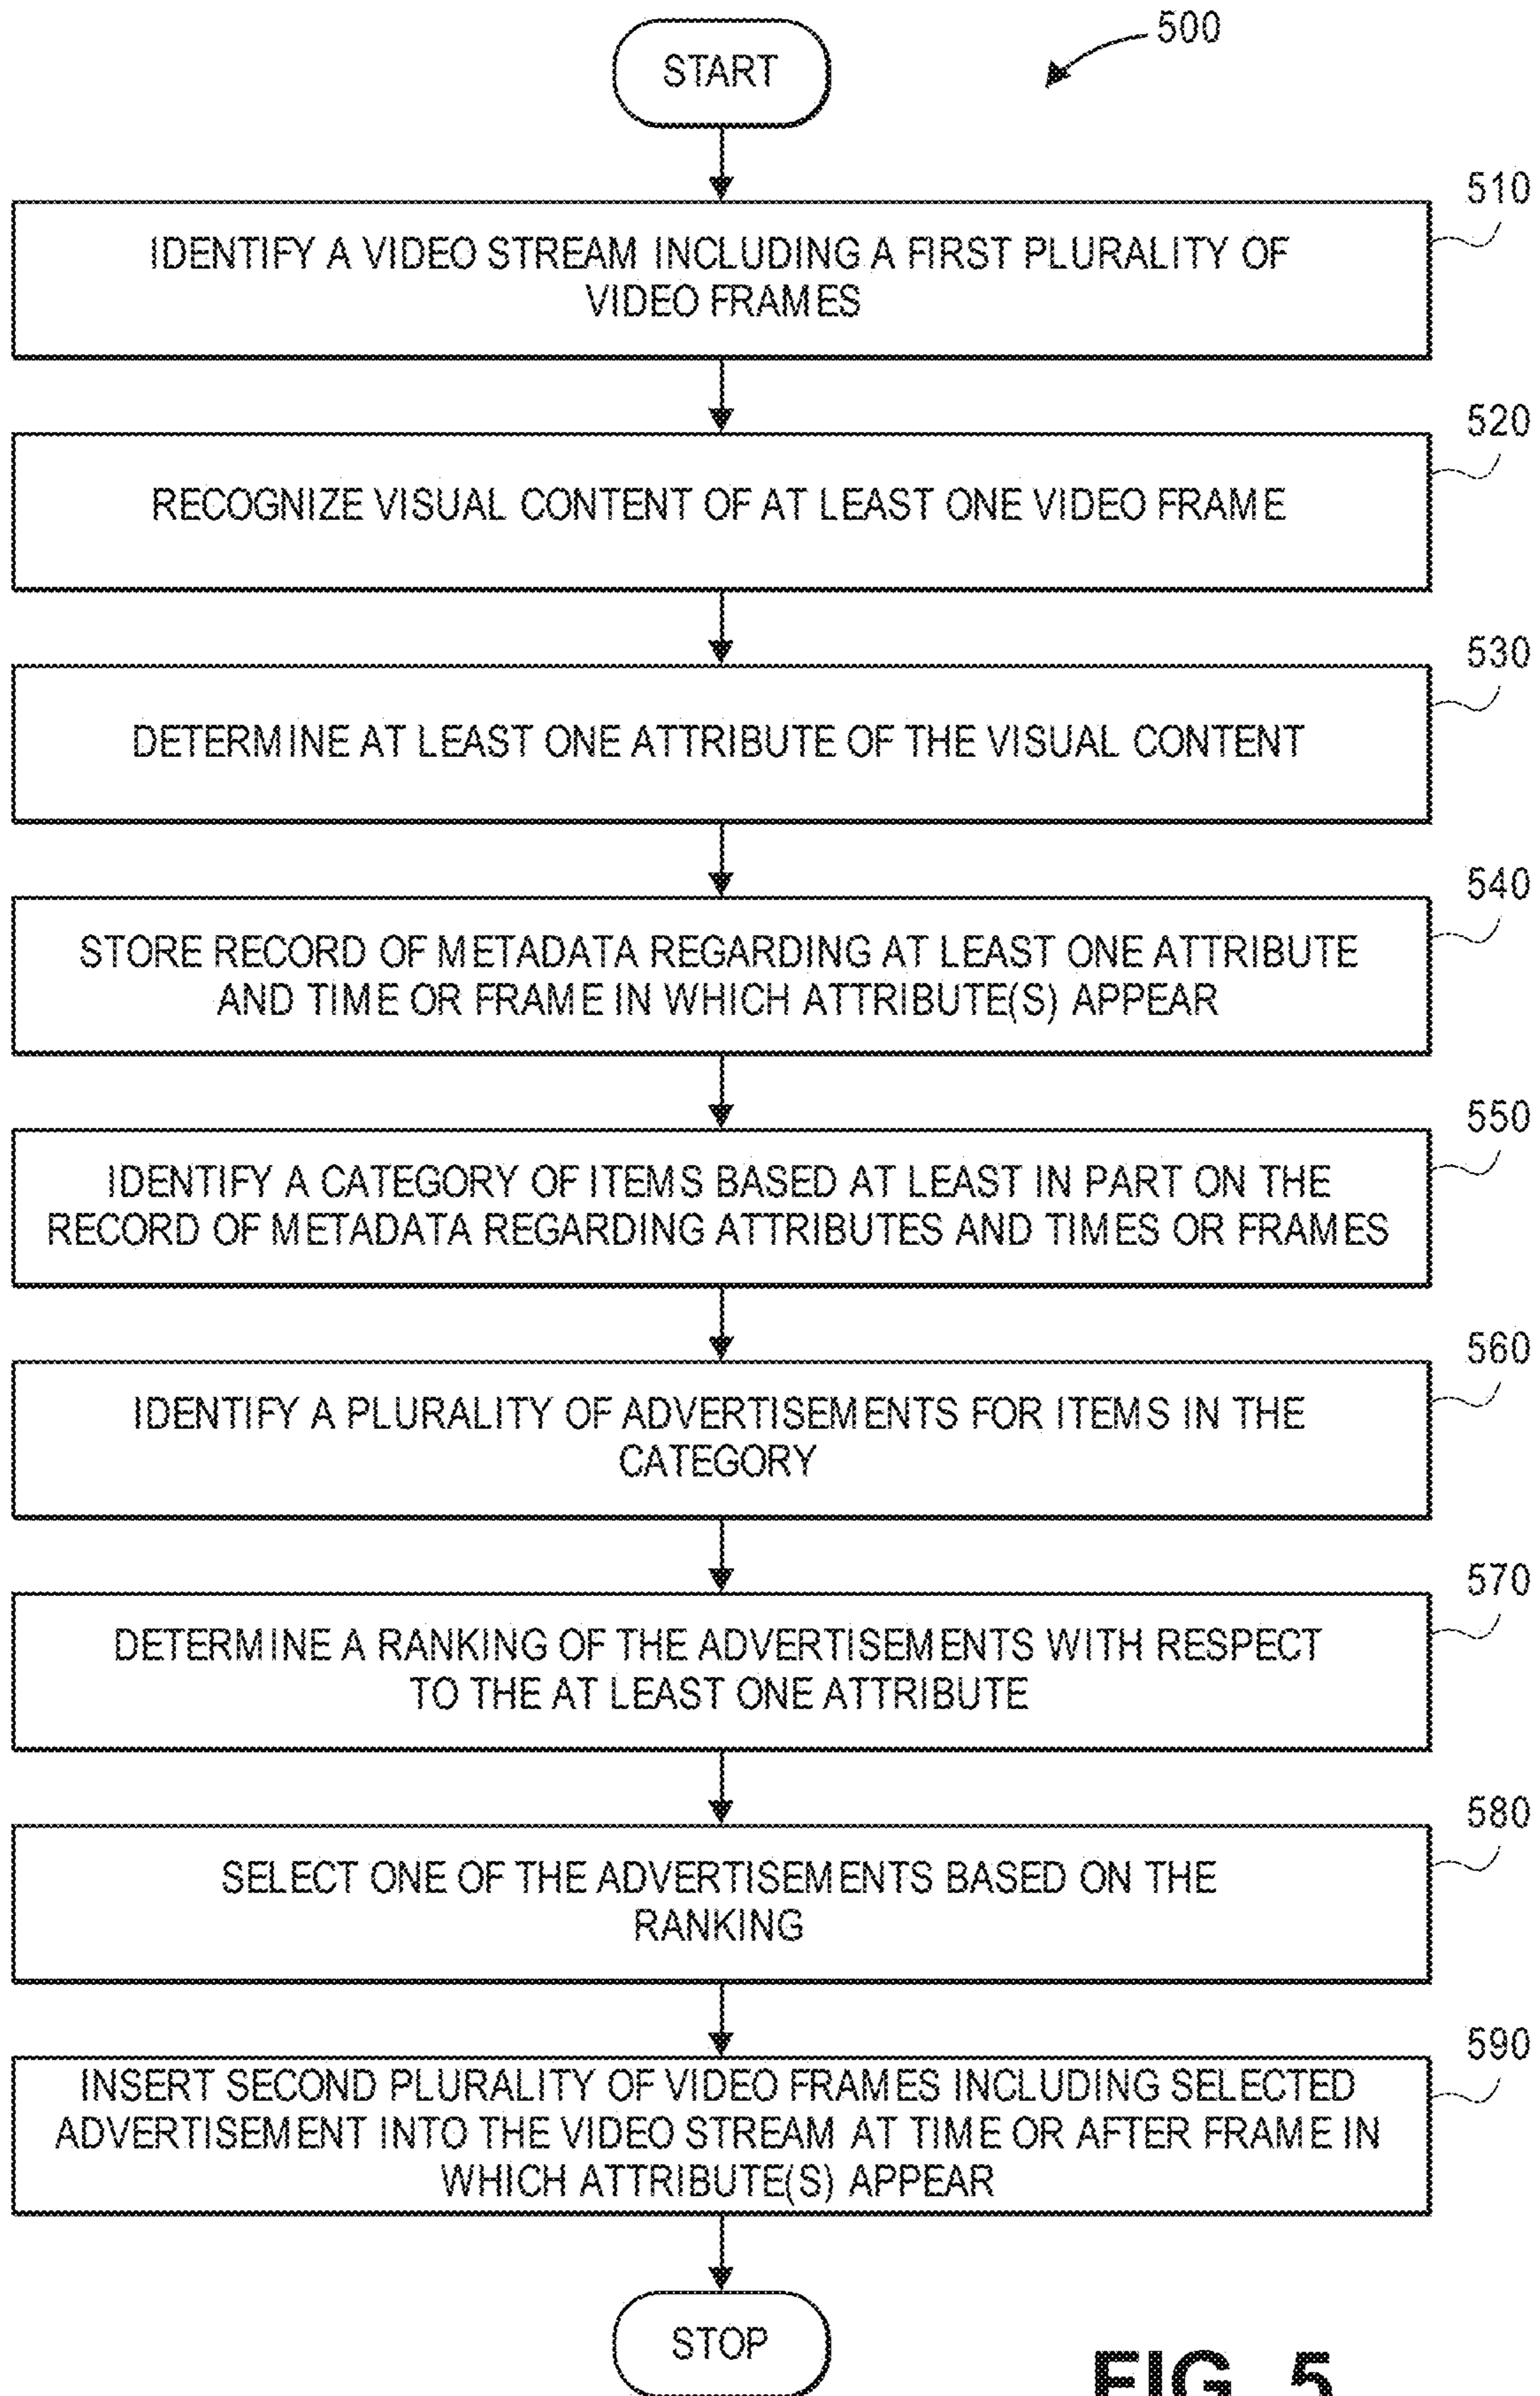 START
500
510
IDENTIFY A VIDEO STREAM INCLUDING A FIRST PLURALITY OF
VIDEO FRAMES
520
RECOGNIZE VISUAL CONTENT OF AT LEAST ONE VIDEO FRAME
530
DETERMINE AT LEAST ONE ATTRIBUTE OF THE VISUAL CONTENT
540
STORE RECORD OF METADATA REGARDING AT LEAST ONE ATTRIBUTE
AND TIME OR FRAME IN WHICH ATTRIBUTE(S) APPEAR
550
IDENTIFY A CATEGORY OF ITEMS BASED AT LEAST IN PART ON THE
RECORD OF METADATA REGARDING ATTRIBUTES AND TIMES OR FRAMES
560
IDENTIFY A PLURALITY OF ADVERTISEMENTS FOR ITEMS IN THE
CATEGORY
570
DETERMINE A RANKING OF THE ADVERTISEMENTS WITH RESPECT
TO THE AT LEAST ONE ATTRIBUTE
580
SELECT ONE OF THE ADVERTISEMENTS BASED ON THE
RANKING
590
INSERT SECOND PLURALITY OF VIDEO FRAMES INCLUDING SELECTED
ADVERTISEMENT INTO THE VIDEO STREAM AT TIME OR AFTER FRAME IN
WHICH ATTRIBUTE(S) APPEAR
STOP
FIG. 5